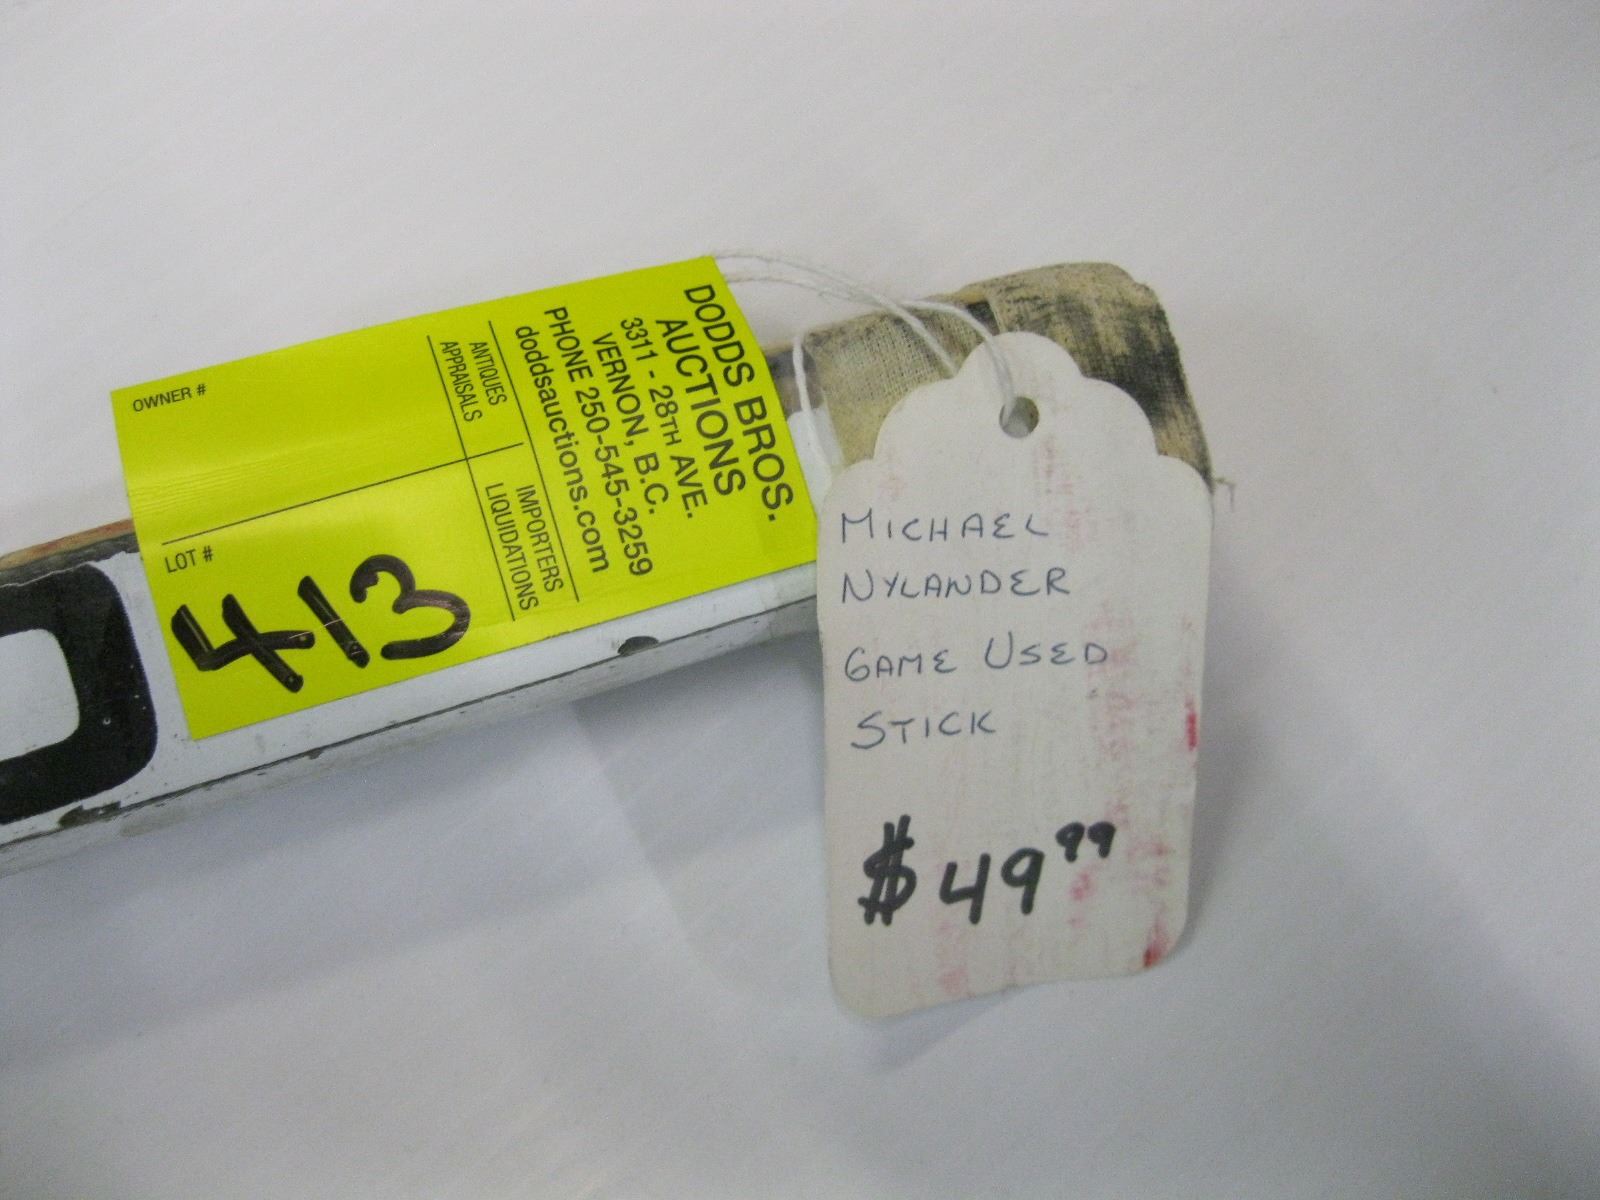 DODDS BROS.
AUCTIONS
3311 - 28TH AVE.
VERNON, B.C.
PHONE 250-545-3259
doddsauctions.com
ANTIQUES
APPRAISALS
IMPORTERS
LIQUIDATIONS
OWNER #
LOT #
413
MICHAEL
NYLANDER
GAME USED
STICK
$49.99